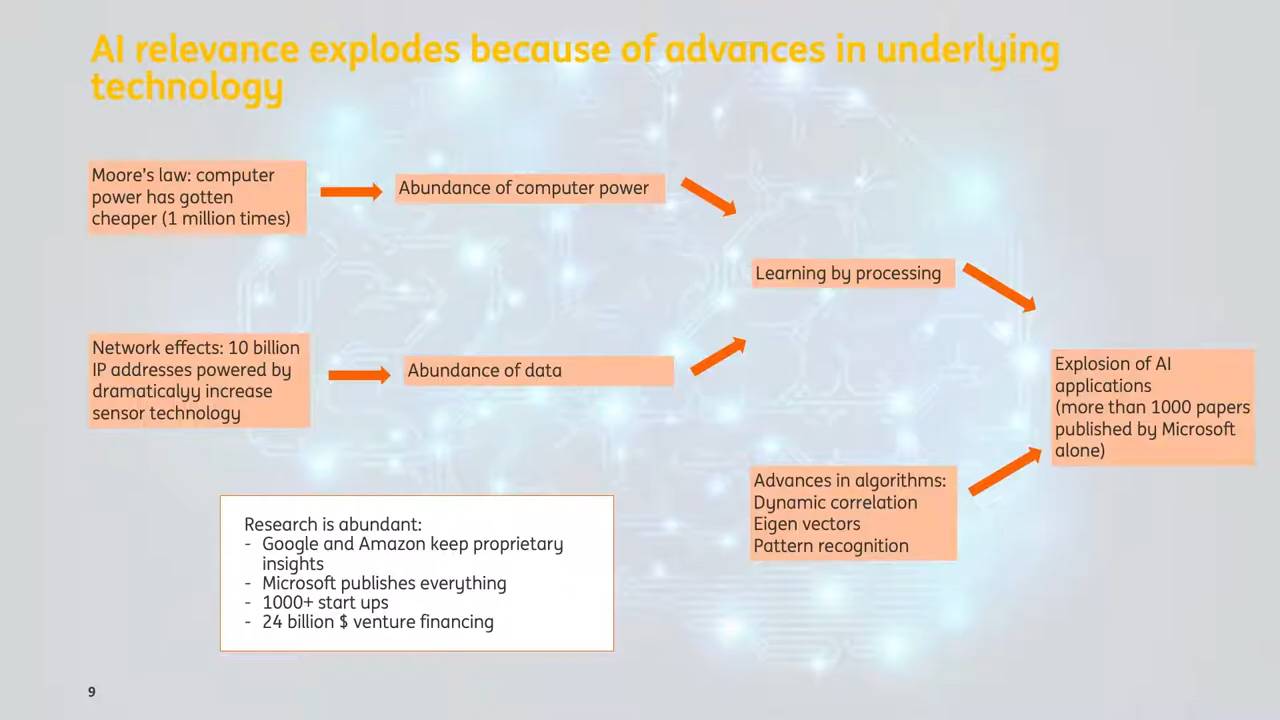 AI relevance explodes because of advances in underlying
technology
Moore's law: computer
power has gotten
cheaper (1 million times)
Abundance of computer power
Learning by processing
Network effects: 10 billion
IP addresses powered by
dramaticalyy increase
sensor technology
Abundance of data
Explosion of AI
applications
(more than 1000 papers
published by Microsoft
alone)
Advances in algorithms:
Dynamic correlation
Eigen vectors
Pattern recognition
Research is abundant:
- Google and Amazon keep proprietary
insights
- Microsoft publishes everything
- 1000+ start ups
- 24 billion $ venture financing
9